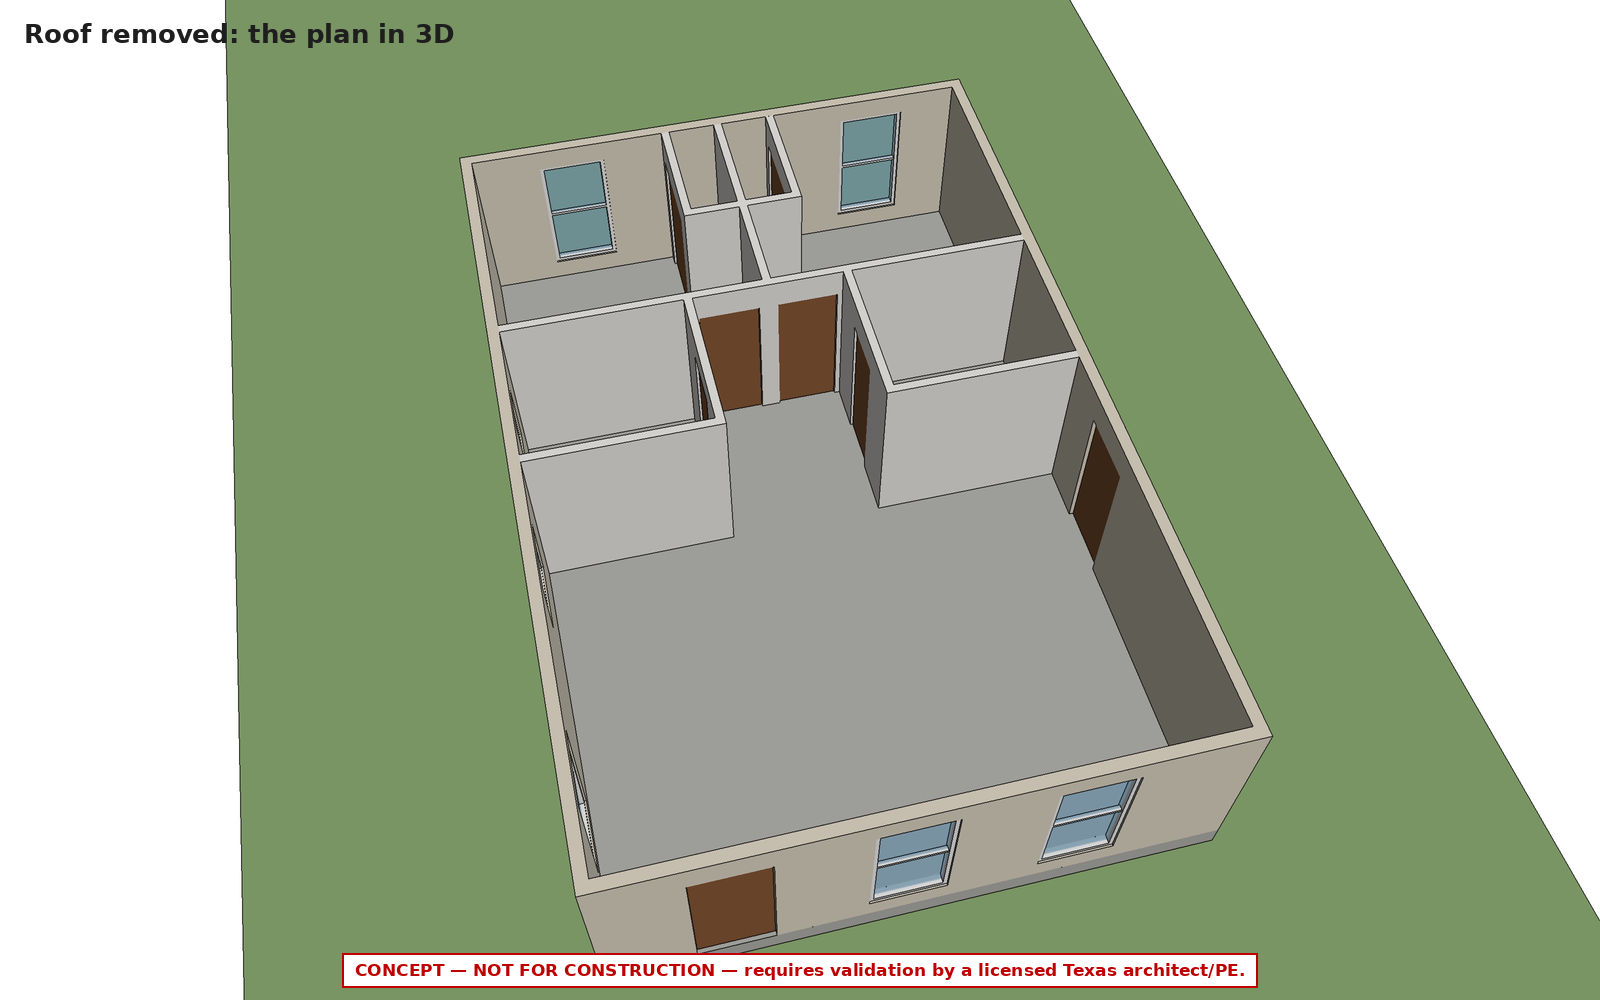 Roof removed: the plan in 3D
CONCEPT — NOT FOR CONSTRUCTION — requires validation by a licensed Texas architect/PE.